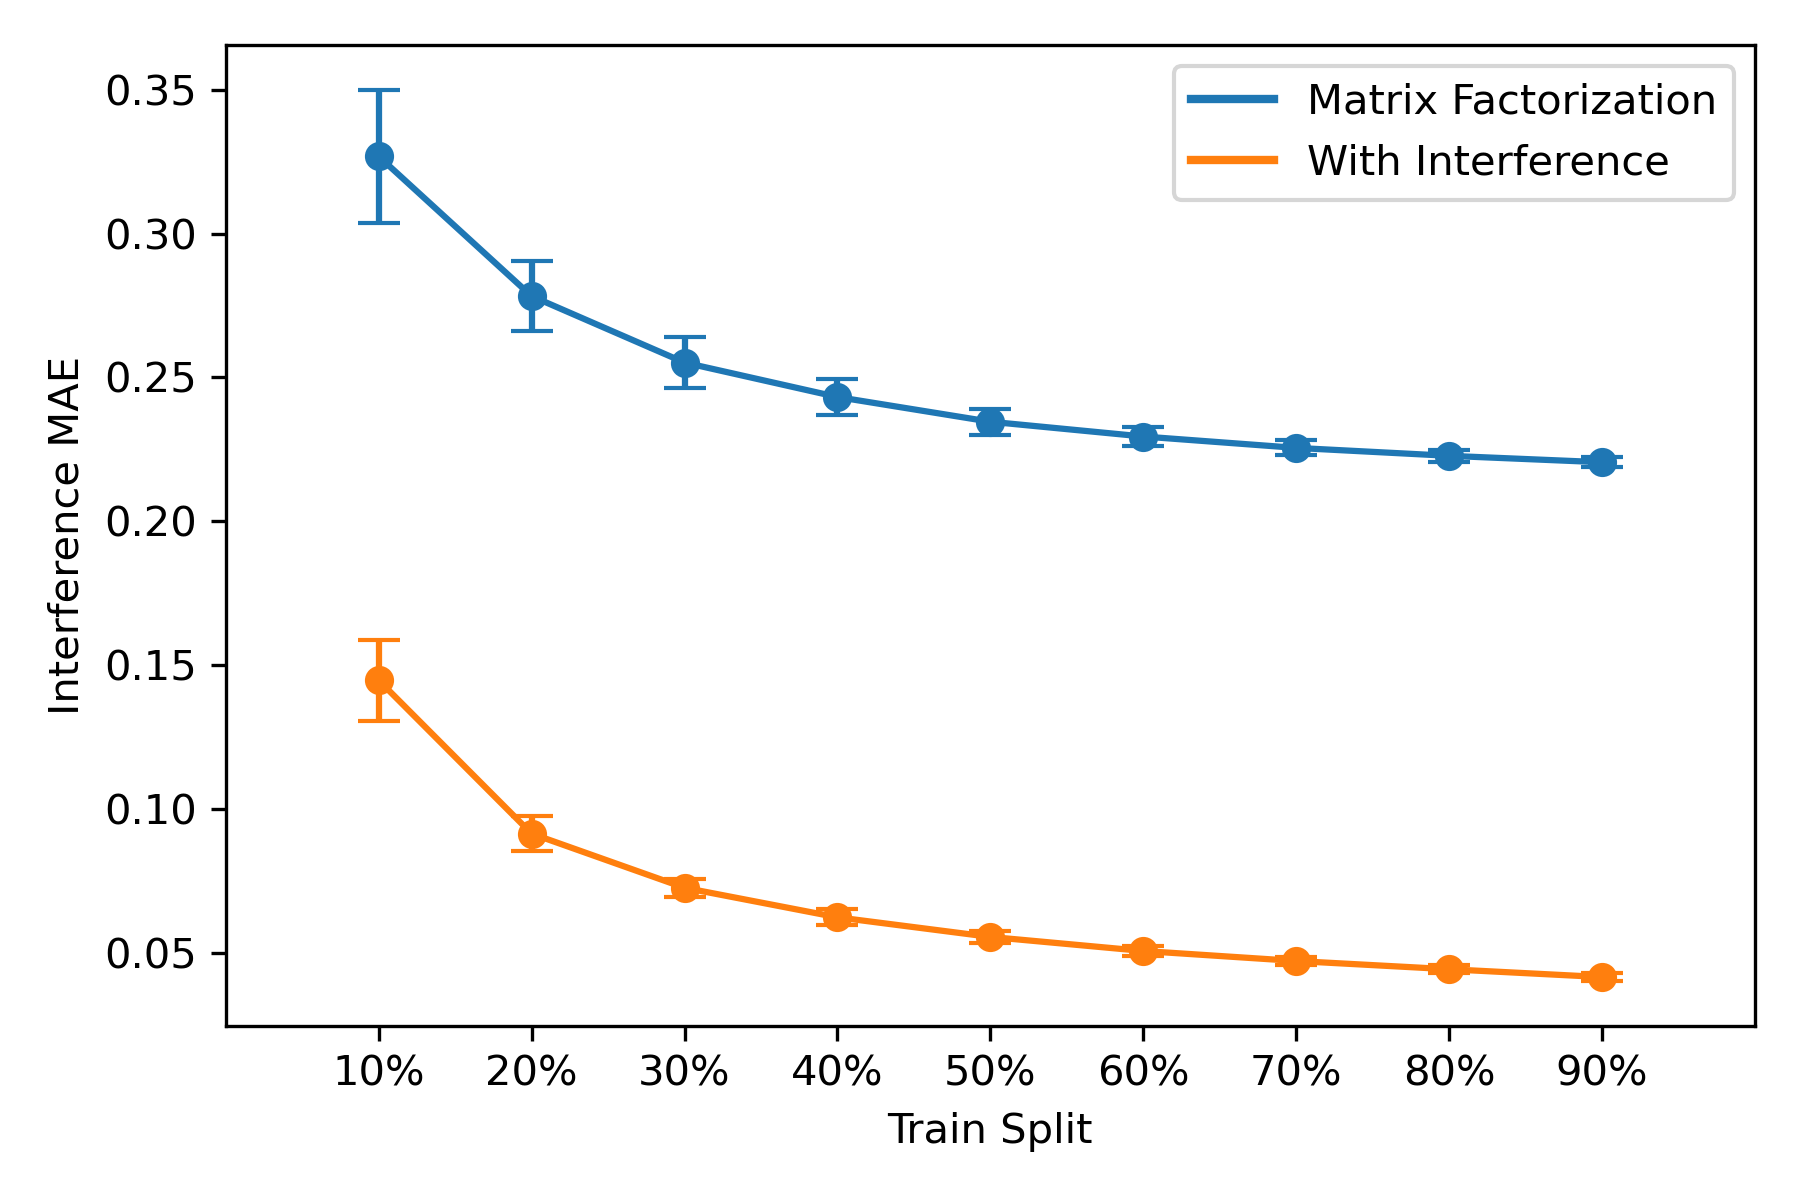 Matrix Factorization
With Interference
Interference MAE
0.35
0.30
0.25
0.20
0.15
0.10
0.05
10% 20% 30% 40% 50% 60% 70% 80% 90%
Train Split